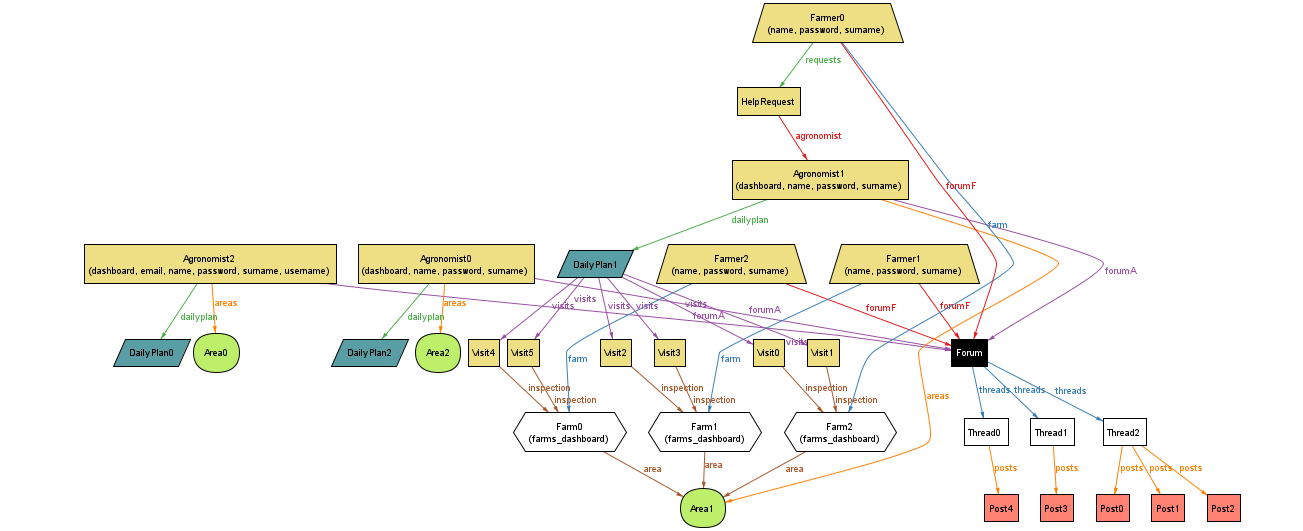 Farmer0
(name, password, surname)
requests
HelpRequest
agronomist
Agronomist1
(dashboard, name, password, surname)
forumF
dailyplan
farm
Agronomist2
(dashboard, email, name, password, surname, username)
Agronomist0
(dashboard, name, password, surname)
DailyPlan1
Farmer2
(name, password, surname)
Farmer1
(name, password, surname)
forumA
areas
areas
visits
visits
visits
visits
visits
forumF
forumF
forumA
forumA
dailyplan
dailyplan
visits
DailyPlan0
Area0
DailyPlan2
Area2
Visit4
Visit5
Visit2
Visit3
Visit0
Visit1
Forum
farm
farm
inspection
inspection
inspection
inspection
inspection
inspection
areas
threads
threads
threads
Farm0
(farms_dashboard)
Farm1
(farms_dashboard)
Farm2
(farms_dashboard)
Thread0
Thread1
Thread2
area
area
area
posts
posts
posts
posts
posts
Area1
Post4
Post3
Post0
Post1
Post2